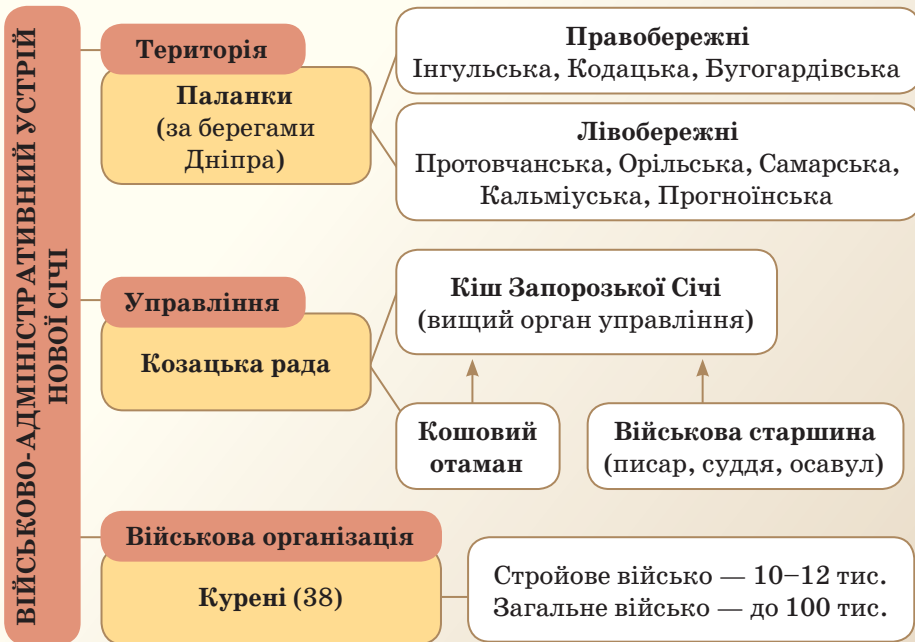 ВІЙСЬКОВО-АДМІНІСТРАТИВНИЙ УСТРІЙ
НОВОЇ СІЧІ
Територія
Паланки
(за берегами
Дніпра)
Правобережні
Інгульська, Кодацька, Бугогардівська
Лівобережні
Протовчанська, Орільська, Самарська,
Кальміуська, Прогноїнська
Управління
Козацька рада
Кіш Запорозької Січі
(вищий орган управління)
Кошовий
отаман
Військова старшина
(писар, суддя, осавул)
Військова організація
Курені (38)
Стройове військо — 10–12 тис.
Загальне військо — до 100 тис.